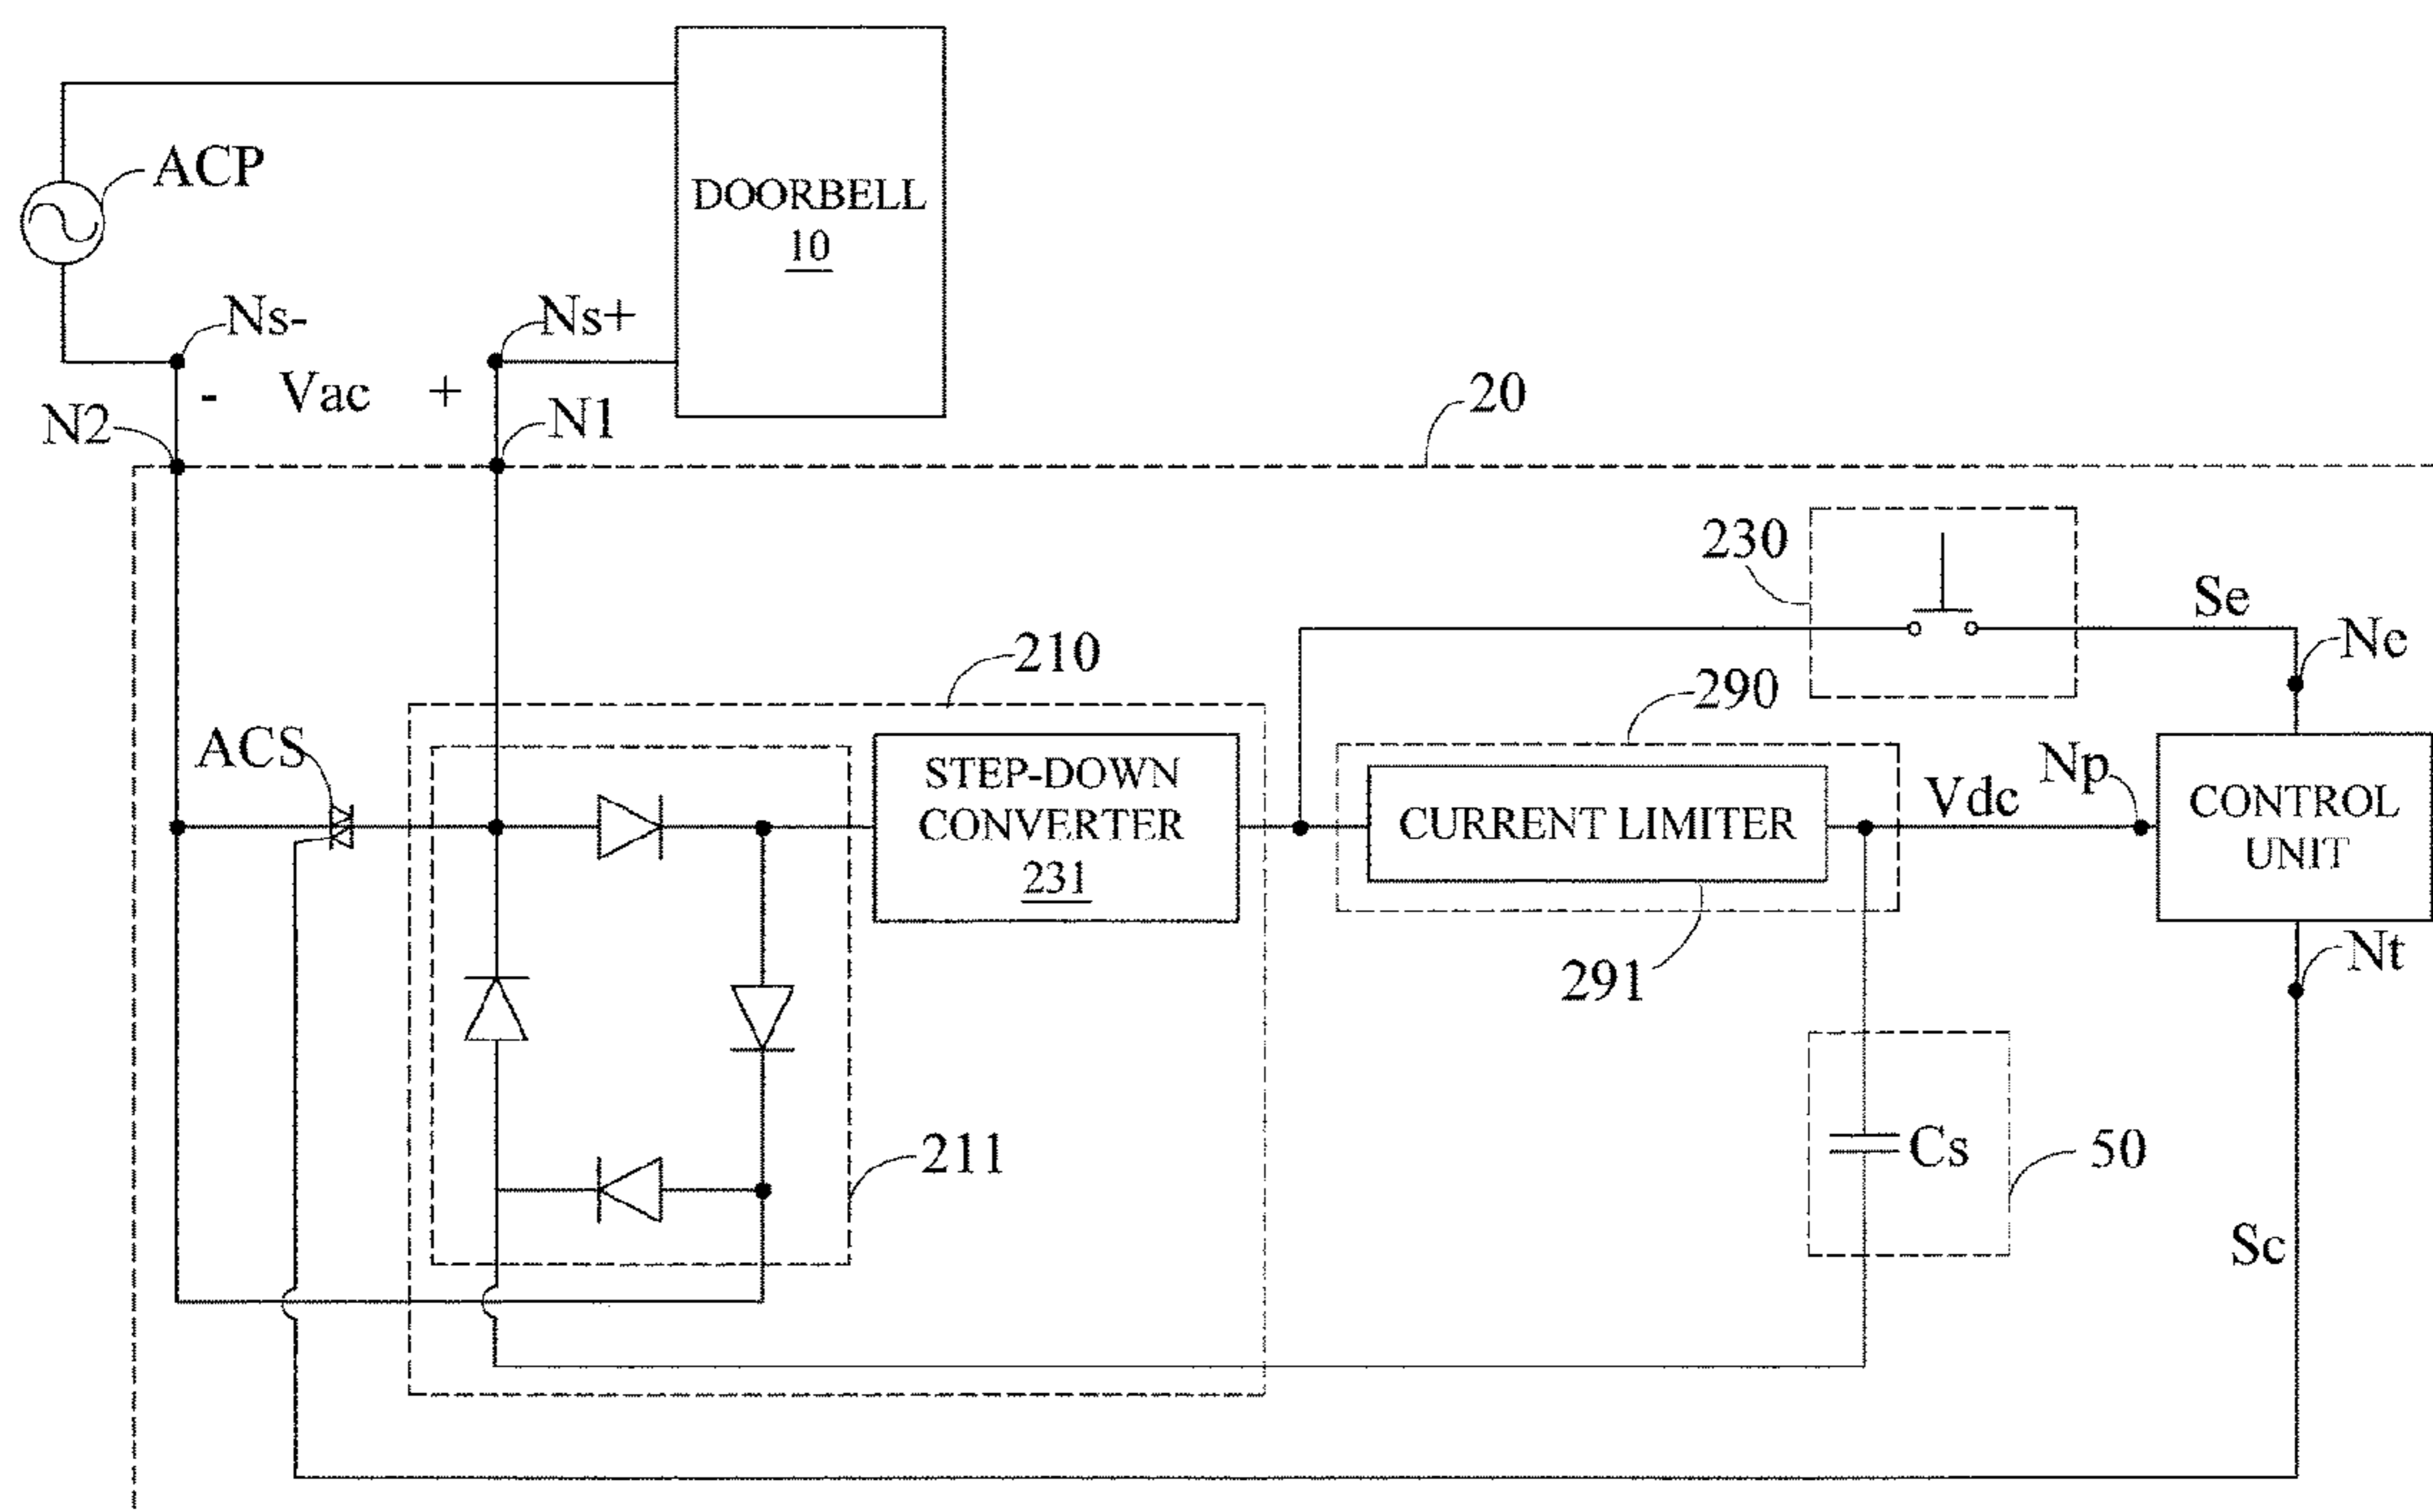 ACP
DOORBELL
10
Ns-
Ns+
- Vac +
N2
N1
20
230
Se
Ne
210
290
ACS
STEP-DOWN
CONVERTER
231
CURRENT LIMITER
Vdc
Np
CONTROL
UNIT
291
Nt
211
Cs
50
Sc